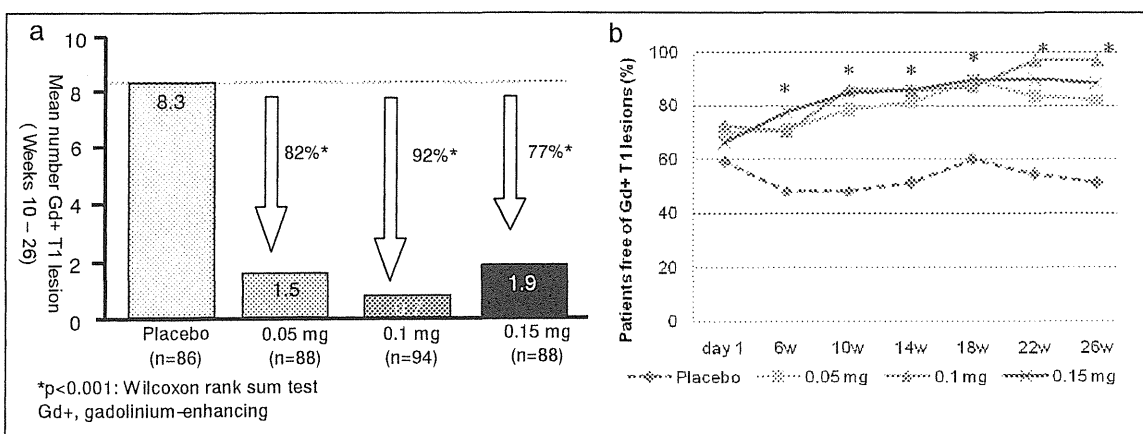 a
Mean number Gd+ T1 lesion
( Weeks 10 – 26)
10
8
6
4
2
0
8.3
82%*
92%*
77%*
1.5
1.9
Placebo
(n=86)
0.05 mg
(n=88)
0.1 mg
(n=94)
0.15 mg
(n=88)
*p<0.001: Wilcoxon rank sum test
Gd+, gadolinium-enhancing
b
Patients free of Gd+ T1 lesions (%)
100
80
60
40
20
0
* * * * * *
day 1 6w 10w 14w 18w 22w 26w
Placebo 0.05 mg 0.1 mg 0.15 mg